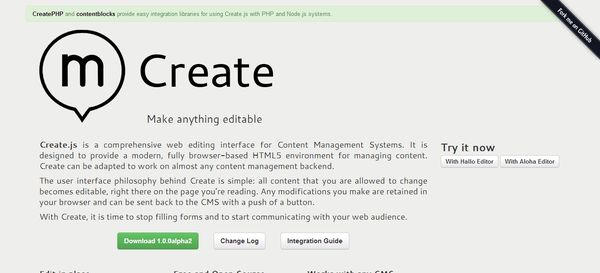 CreatePHP and contentblocks provide easy integration libraries for using Create.js with PHP and Node.js systems.
Fork me on GitHub
m Create
Make anything editable
Create.js is a comprehensive web editing interface for Content Management Systems. It is
designed to provide a modern, fully browser-based HTML5 environment for managing content.
Create can be adapted to work on almost any content management backend.
The user interface philosophy behind Create is simple: all content that you are allowed to change
becomes editable, right there on the page you're reading. Any modifications you make are retained in
your browser and can be sent back to the CMS with a push of a button.
With Create, it is time to stop filling forms and to start communicating with your web audience.
Try it now
With Hallo Editor With Aloha Editor
Download 1.0.0alpha2 Change Log Integration Guide